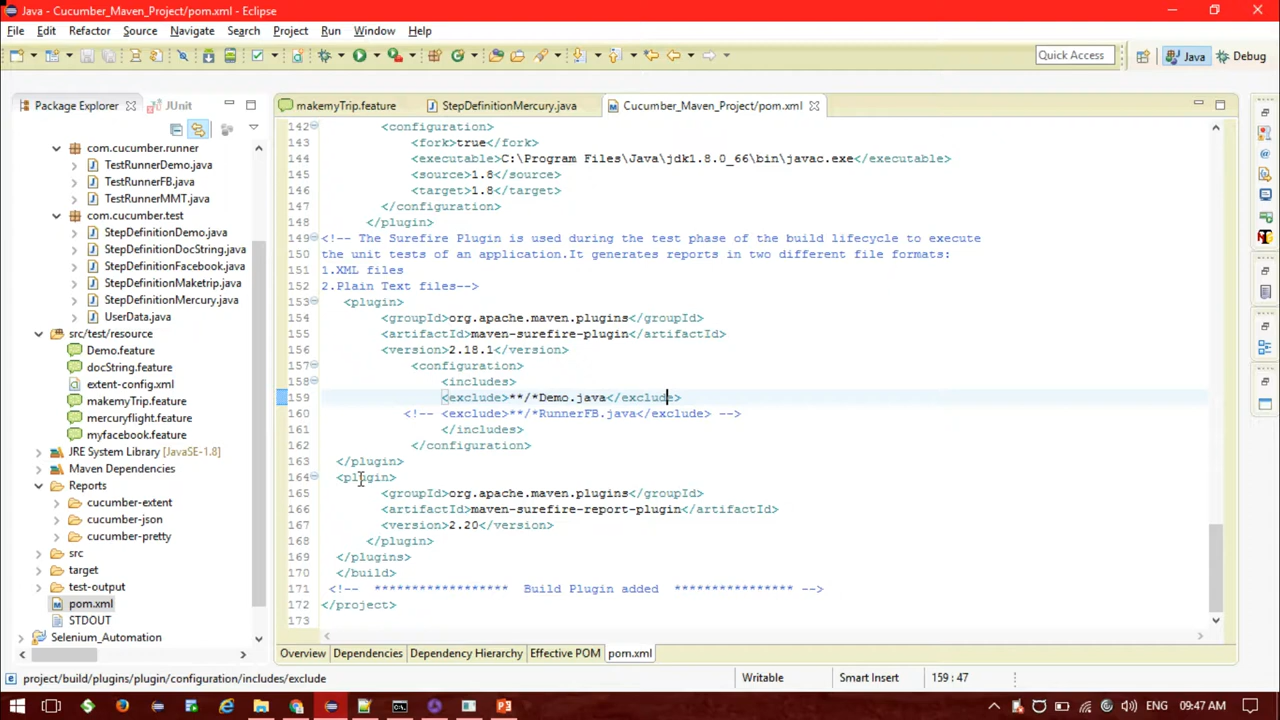 Java - Cucumber_Maven_Project/pom.xml - Eclipse
File Edit Refactor Source Navigate Search Project Run Window Help
Quick Access
Java
Debug
Package Explorer
JUnit
com.cucumber.runner
TestRunnerDemo.java
TestRunnerFB.java
TestRunnerMMT.java
com.cucumber.test
StepDefinitionDemo.java
StepDefinitionDocString.java
StepDefinitionFacebook.java
StepDefinitionMaketrip.java
StepDefinitionMercury.java
UserData.java
src/test/resource
Demo.feature
docString.feature
extent-config.xml
makemyTrip.feature
mercuryflight.feature
myfacebook.feature
JRE System Library [JavaSE-1.8]
Maven Dependencies
Reports
cucumber-extent
cucumber-json
cucumber-pretty
src
target
test-output
pom.xml
STDOUT
Selenium_Automation
makemyTrip.feature
StepDefinitionMercury.java
Cucumber_Maven_Project/pom.xml
142 <configuration>
143 <fork>true</fork>
144 <executable>C:\Program Files\Java\jdk1.8.0_66\bin\javac.exe</executable>
145 <source>1.8</source>
146 <target>1.8</target>
147 </configuration>
148 </plugin>
149 <!-- The Surefire Plugin is used during the test phase of the build lifecycle to execute
150 the unit tests of an application.It generates reports in two different file formats:
151 1.XML files
152 2.Plain Text files-->
153 <plugin>
154 <groupId>org.apache.maven.plugins</groupId>
155 <artifactId>maven-surefire-plugin</artifactId>
156 <version>2.18.1</version>
157 <configuration>
158 <includes>
159 <exclude>**/*Demo.java</exclude>
160 <!-- <exclude>**/*RunnerFB.java</exclude> -->
161 </includes>
162 </configuration>
163 </plugin>
164 <plugin>
165 <groupId>org.apache.maven.plugins</groupId>
166 <artifactId>maven-surefire-report-plugin</artifactId>
167 <version>2.20</version>
168 </plugin>
169 </plugins>
170 </build>
171 <!-- ****************** Build Plugin added **************** -->
172 </project>
173
Overview Dependencies Dependency Hierarchy Effective POM pom.xml
project/build/plugins/plugin/configuration/includes/exclude
Writable
Smart Insert
159 : 47
ENG
09:47 AM